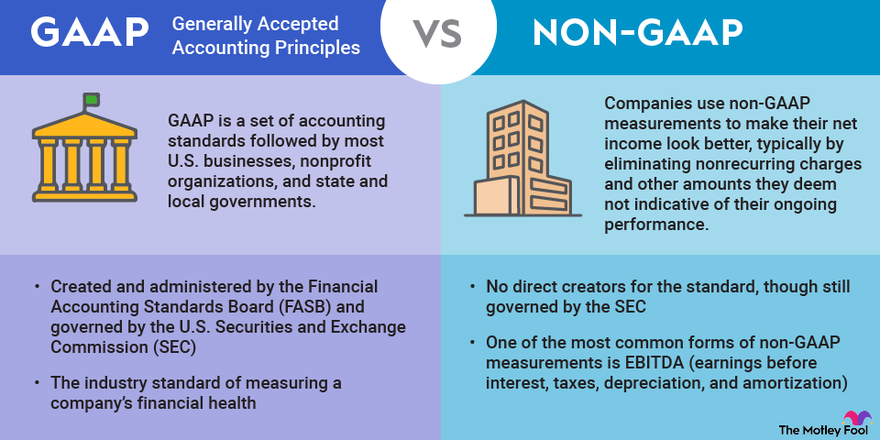 GAAP
Generally Accepted
Accounting Principles
VS
NON-GAAP
GAAP is a set of accounting
standards followed by most
U.S. businesses, nonprofit
organizations, and state and
local governments.
Companies use non-GAAP
measurements to make their net
income look better, typically by
eliminating nonrecurring charges
and other amounts they deem
not indicative of their ongoing
performance.
• Created and administered by the Financial
Accounting Standards Board (FASB) and
governed by the U.S. Securities and Exchange
Commission (SEC)
• The industry standard of measuring a
company’s financial health
• No direct creators for the standard, though still
governed by the SEC
• One of the most common forms of non-GAAP
measurements is EBITDA (earnings before
interest, taxes, depreciation, and amortization)
The Motley Fool